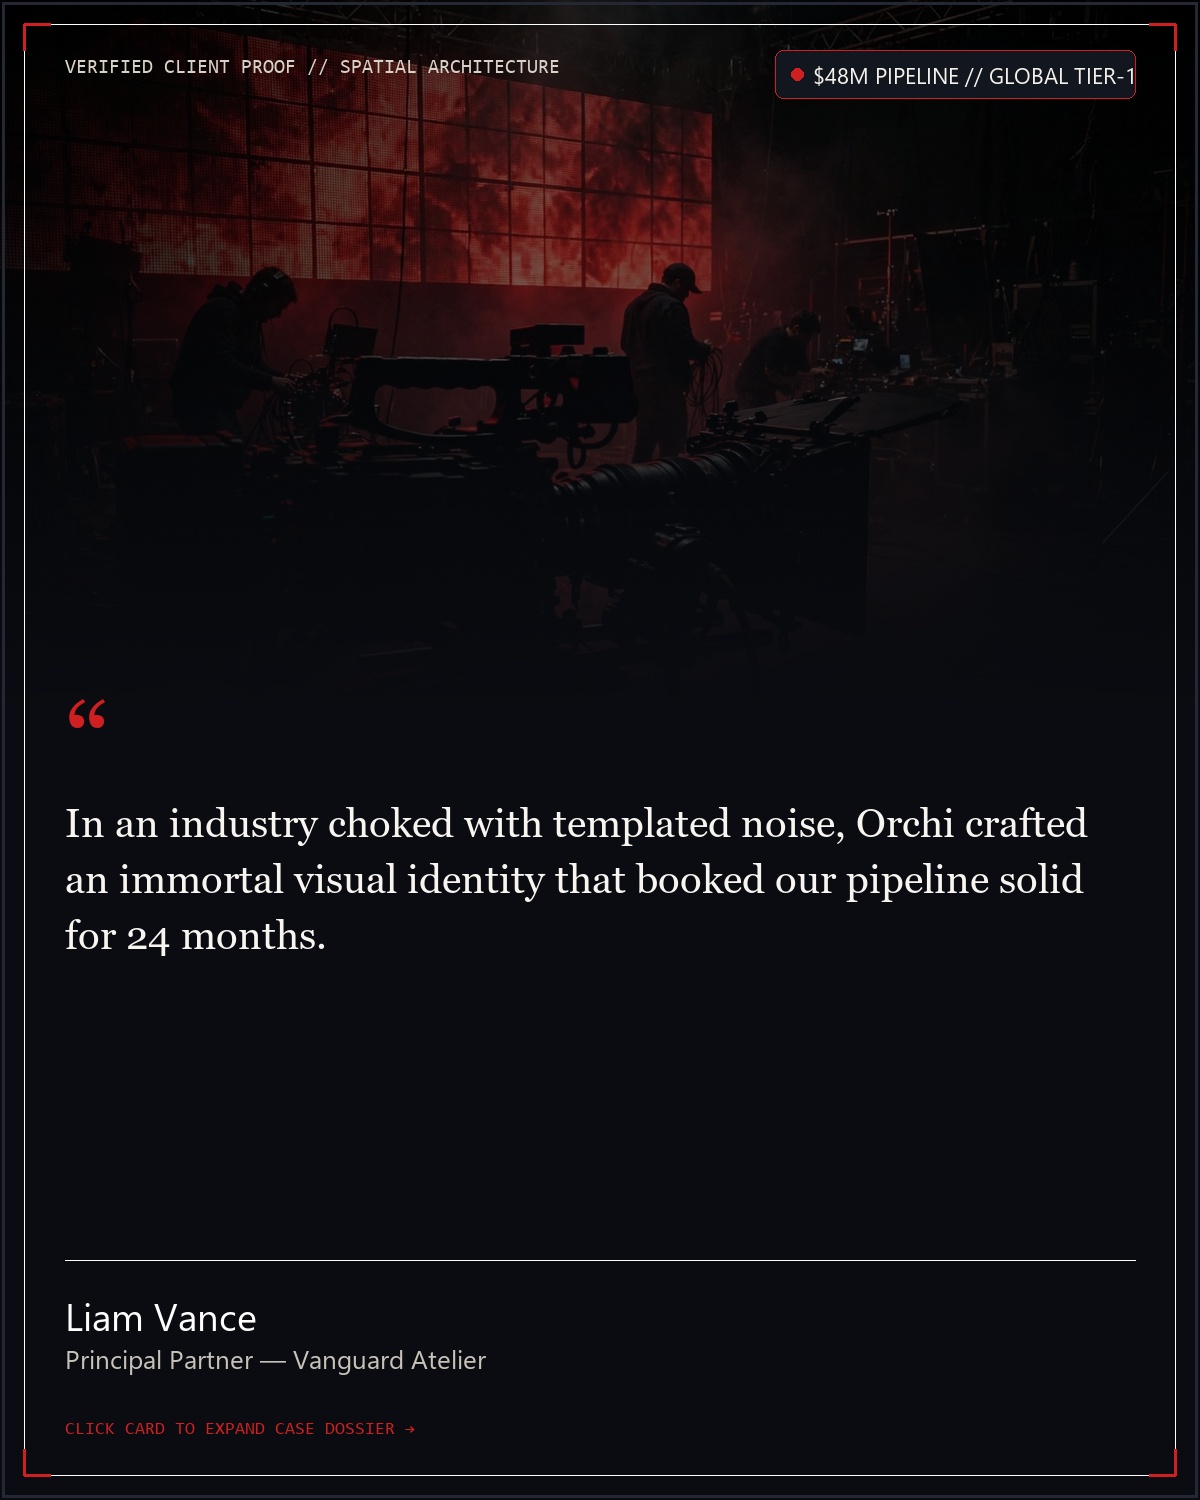 VERIFIED CLIENT PROOF // SPATIAL ARCHITECTURE
$48M PIPELINE // GLOBAL TIER-1
“
In an industry choked with templated noise, Orchi crafted
an immortal visual identity that booked our pipeline solid
for 24 months.
Liam Vance
Principal Partner — Vanguard Atelier
CLICK CARD TO EXPAND CASE DOSSIER →